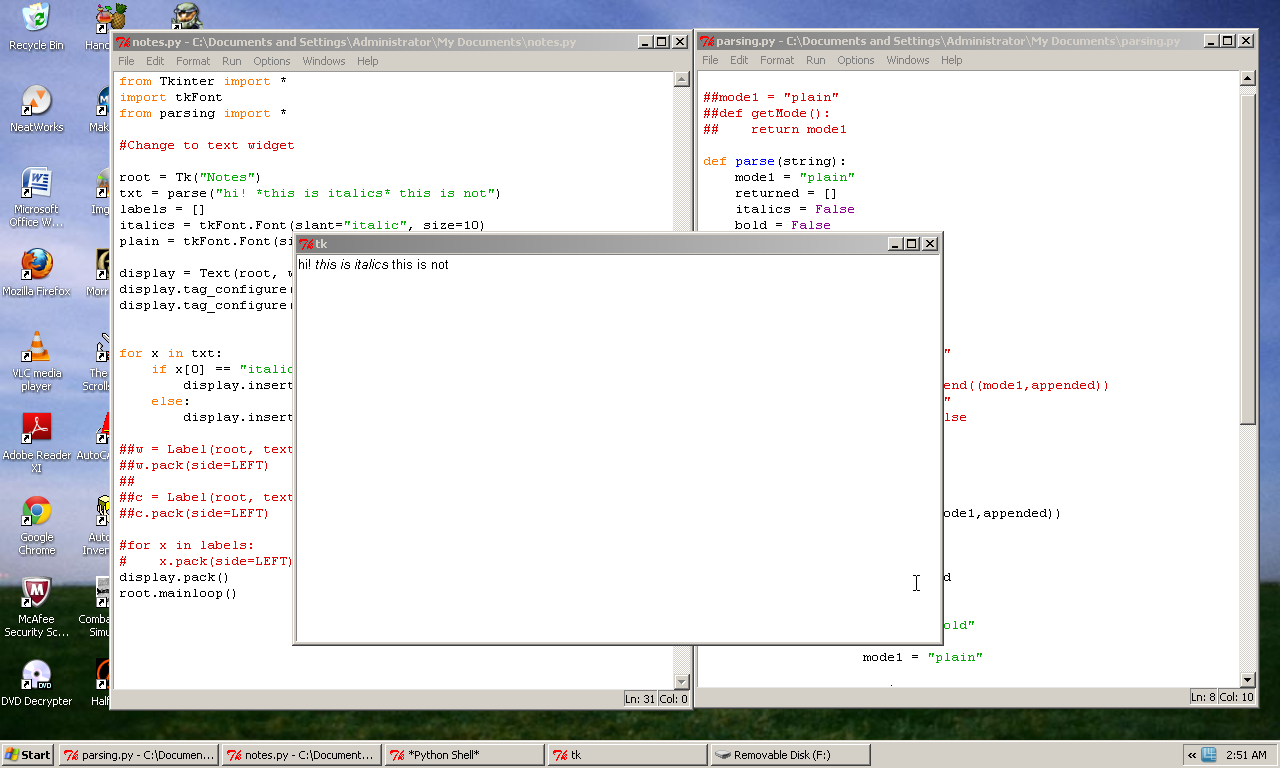 Recycle Bin
NeatWorks
Microsoft
Office W...
Mozilla Firefox
VLC media
player
Adobe Reader
XI
Google
Chrome
McAfee
Security Sc...
DVD Decrypter
Hand
Mak
Img
Morr
The
Scrolls
AutoCA
Auto
Inven
Comba
Simu
Half
notes.py - C:\Documents and Settings\Administrator\My Documents\notes.py
File Edit Format Run Options Windows Help
from Tkinter import *
import tkFont
from parsing import *
#Change to text widget
root = Tk("Notes")
txt = parse("hi! *this is italics* this is not")
labels = []
italics = tkFont.Font(slant="italic", size=10)
plain = tkFont.Font(si
display = Text(root, w
display.tag_configure(
display.tag_configure(
for x in txt:
if x[0] == "italic
display.insert
else:
display.insert
##w = Label(root, text
##w.pack(side=LEFT)
##
##c = Label(root, text
##c.pack(side=LEFT)
#for x in labels:
#    x.pack(side=LEFT)
display.pack()
root.mainloop()
Ln: 31 Col: 0
parsing.py - C:\Documents and Settings\Administrator\My Documents\parsing.py
File Edit Format Run Options Windows Help
##mode1 = "plain"
##def getMode():
##    return mode1
def parse(string):
mode1 = "plain"
returned = []
italics = False
bold = False
"
end((mode1,appended))
"
lse
ode1,appended))
d
old"
mode1 = "plain"
Ln: 8 Col: 10
tk
hi! this is italics this is not
Start
parsing.py - C:\Documen...
notes.py - C:\Document...
*Python Shell*
tk
Removable Disk (F:)
« 2:51 AM